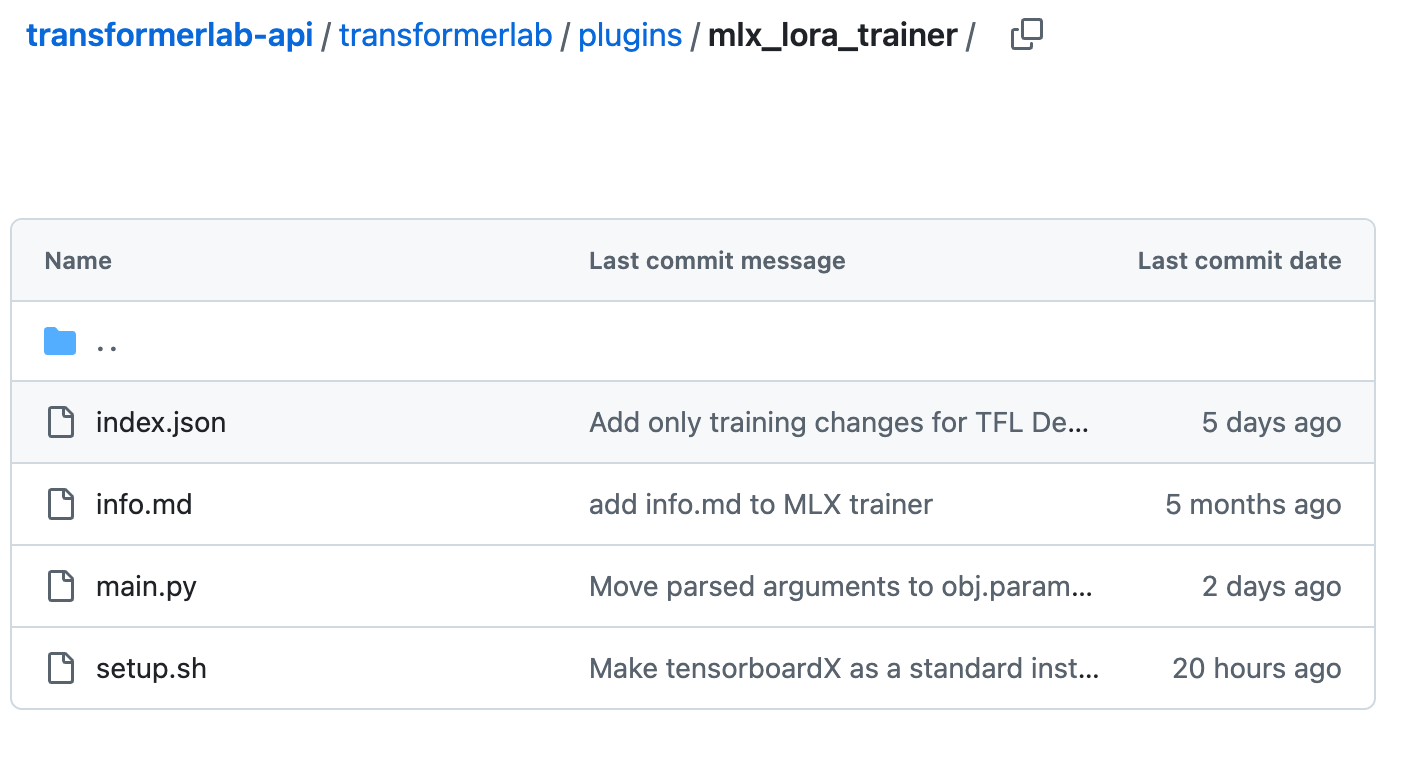 transformerlab-api / transformerlab / plugins / mlx_lora_trainer /
Name Last commit message Last commit date
..
index.json Add only training changes for TFL De... 5 days ago
info.md add info.md to MLX trainer 5 months ago
main.py Move parsed arguments to obj.param... 2 days ago
setup.sh Make tensorboardX as a standard inst... 20 hours ago